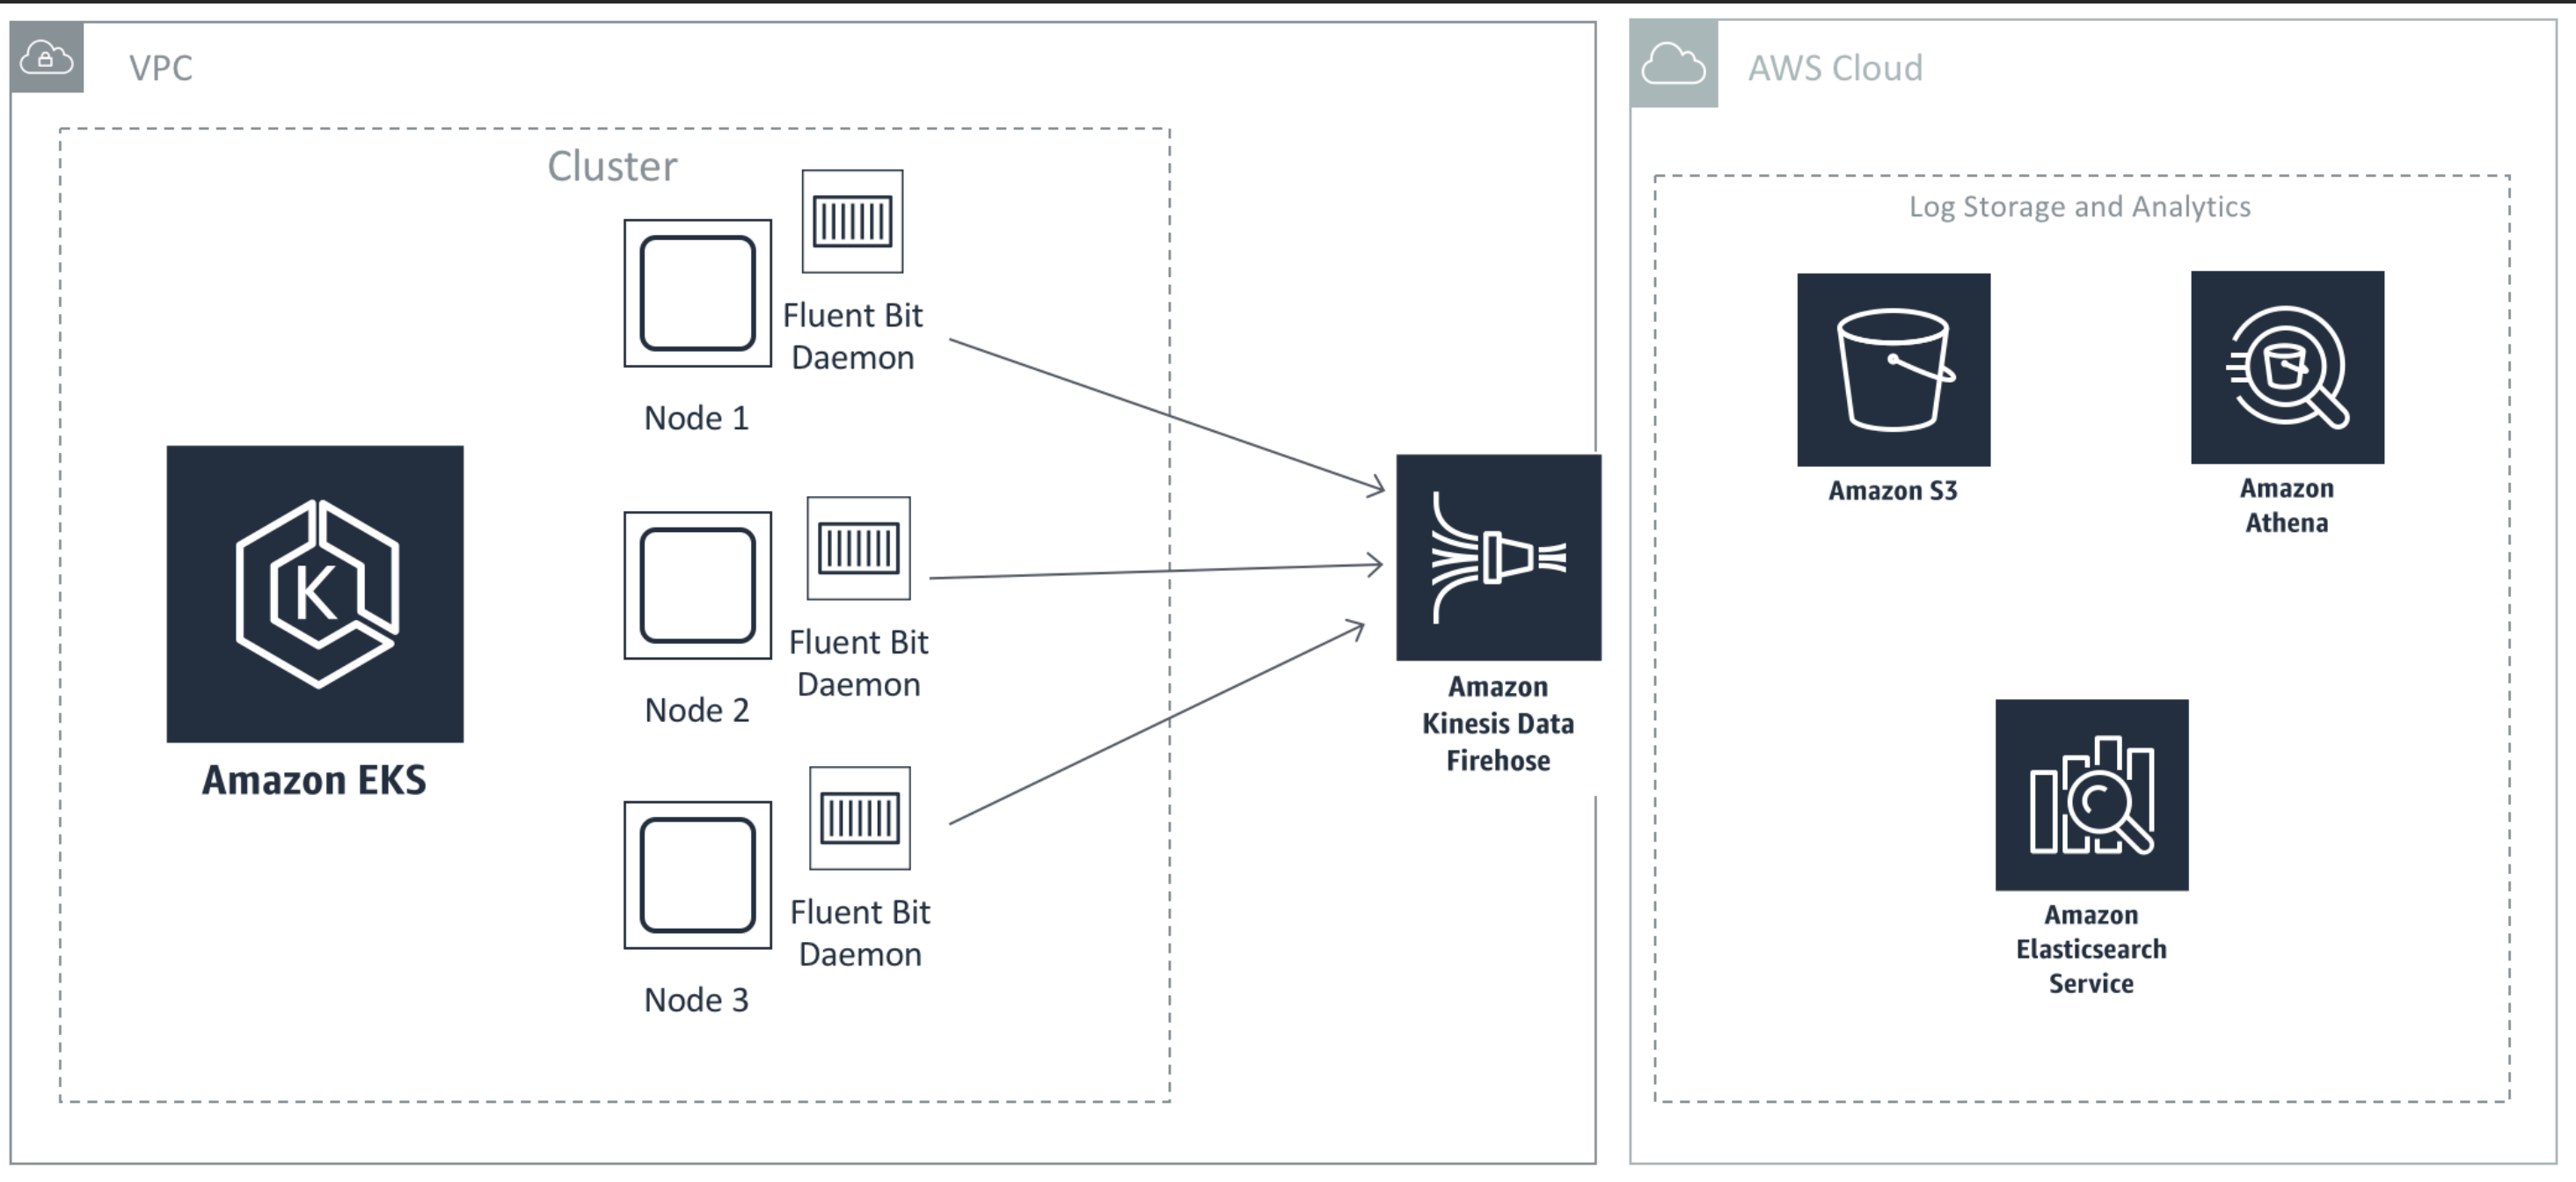 VPC
Cluster
Fluent Bit
Daemon
Node 1
Fluent Bit
Daemon
Node 2
Fluent Bit
Daemon
Node 3
K
Amazon EKS
Amazon
Kinesis Data
Firehose
AWS Cloud
Log Storage and Analytics
Amazon S3
Amazon
Athena
Amazon
Elasticsearch
Service